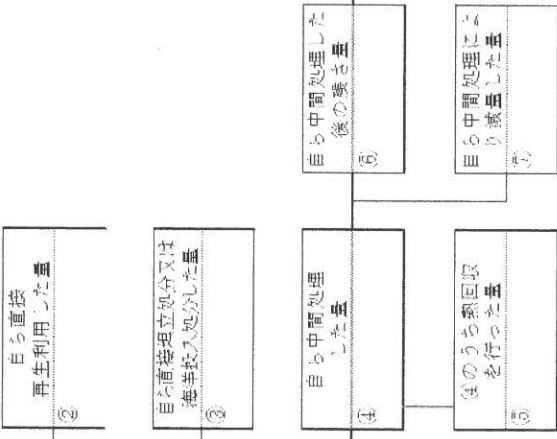 自ら直接
再生利用した量
②
自ら直接埋立処分又は
海洋投入処分した量
③
自ら中間処理
した量
④
④のうち熱回収
を行った量
⑤
自ら中間処理した
後の残さ量
⑥
自ら中間処理によ
り減量した量
⑦